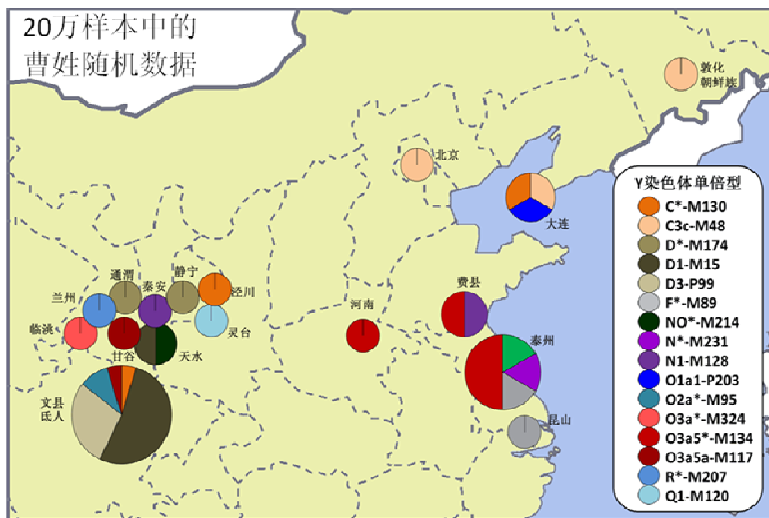 20万样本中的
曹姓随机数据
敦化
朝鲜族
北京
大连
Y染色体单倍型
C*-M130
C3c-M48
D*-M174
D1-M15
D3-P99
F*-M89
NO*-M214
N*-M231
N1-M128
O1a1-P203
O2a*-M95
O3a*-M324
O3a5*-M134
O3a5a-M117
R*-M207
Q1-M120
通渭
静宁
秦安
泾川
兰州
临洮
灵台
甘谷
天水
文县
氐人
河南
费县
泰州
昆山